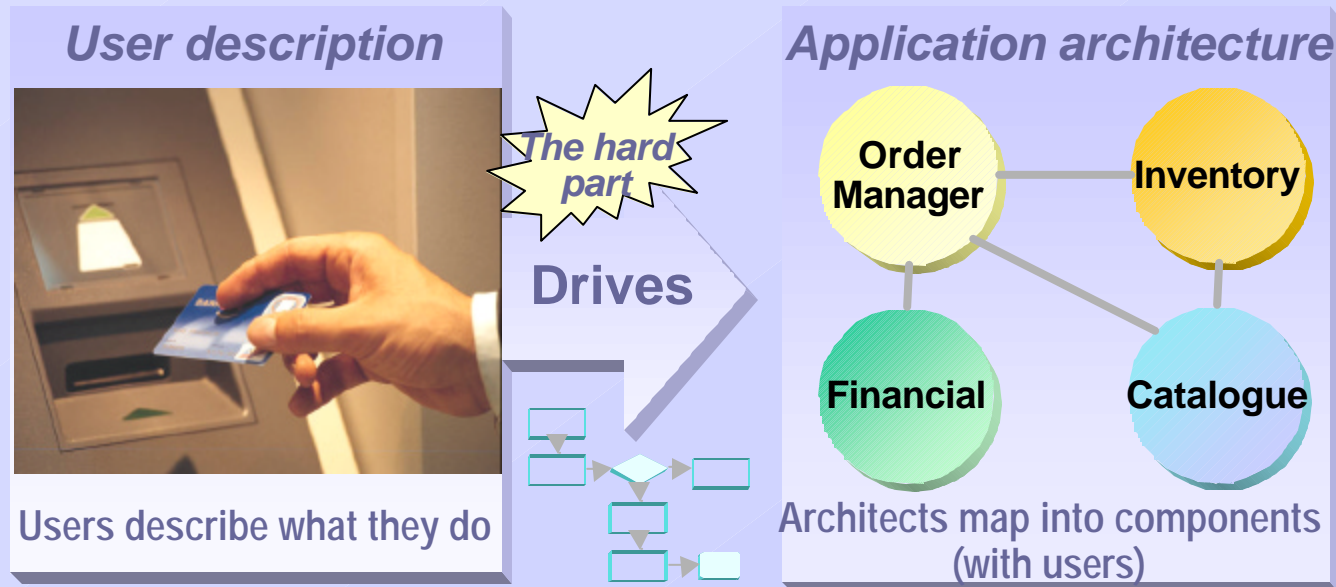 User description
Users describe what they do
The hard
part
Drives
Application architecture
Order
Manager
Inventory
Financial
Catalogue
Architects map into components
(with users)